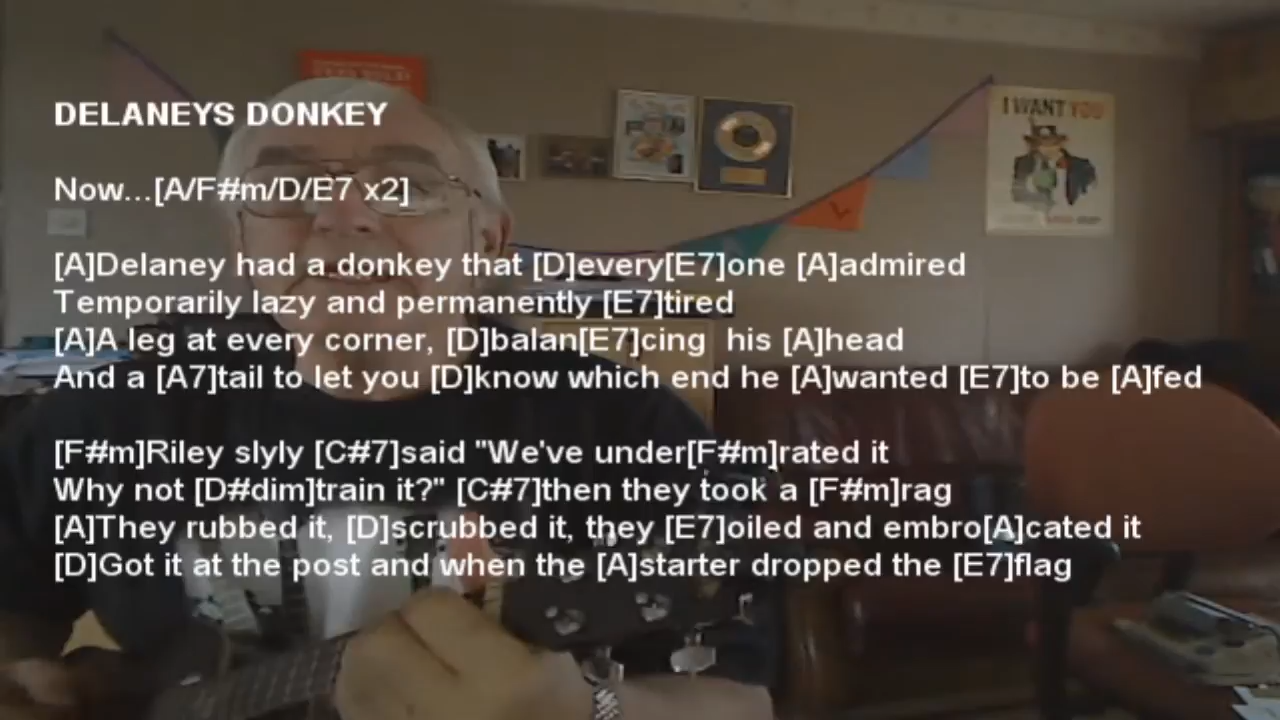 DELANEYS DONKEY
Now...[A/F#m/D/E7 x2]
[A]Delaney had a donkey that [D]every[E7]one [A]admired
Temporarily lazy and permanently [E7]tired
[A]A leg at every corner, [D]balan[E7]cing  his [A]head
And a [A7]tail to let you [D]know which end he [A]wanted [E7]to be [A]fed
[F#m]Riley slyly [C#7]said "We've under[F#m]rated it
Why not [D#dim]train it?" [C#7]then they took a [F#m]rag
[A]They rubbed it, [D]scrubbed it, they [E7]oiled and embro[A]cated it
[D]Got it at the post and when the [A]starter dropped the [E7]flag
I WANT YOU